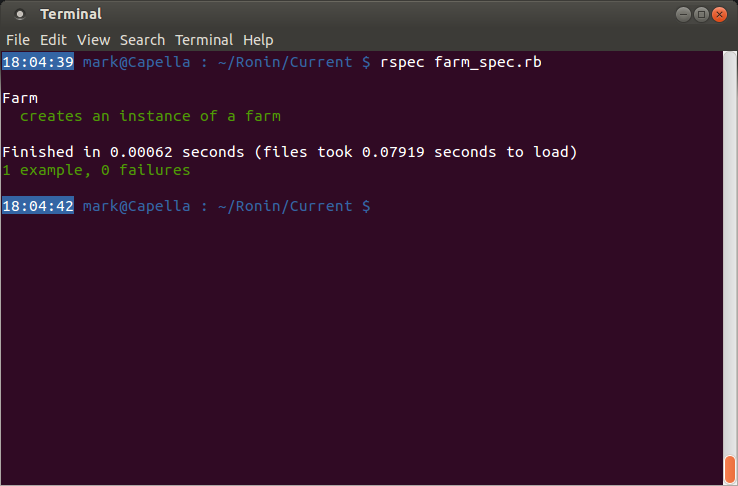 Terminal
File Edit View Search Terminal Help
18:04:39 mark@Capella : ~/Ronin/Current $ rspec farm_spec.rb
Farm
creates an instance of a farm
Finished in 0.00062 seconds (files took 0.07919 seconds to load)
1 example, 0 failures
18:04:42 mark@Capella : ~/Ronin/Current $